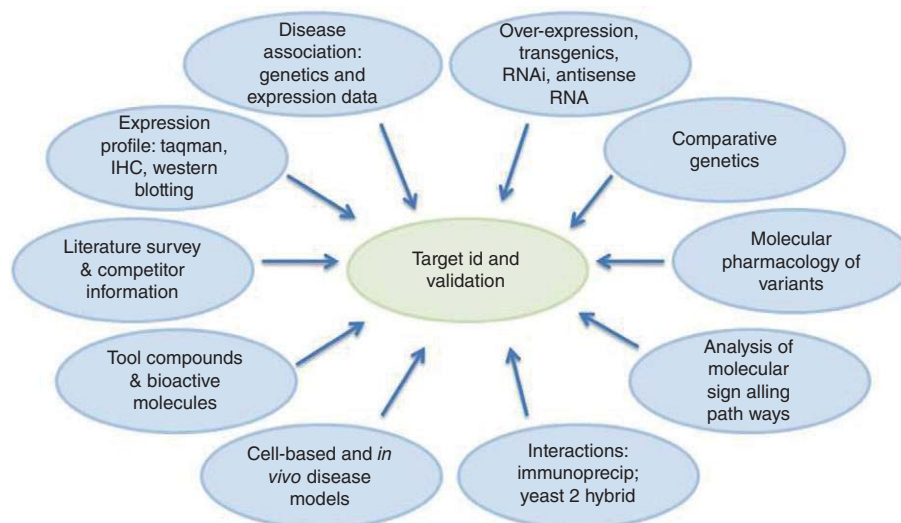 Disease
association:
genetics and
expression data
Over-expression,
transgenics,
RNAi, antisense
RNA
Expression
profile: taqman,
IHC, western
blotting
Comparative
genetics
Literature survey
& competitor
information
Target id and
validation
Molecular
pharmacology of
variants
Tool compounds
& bioactive
molecules
Analysis of
molecular
sign alling
path ways
Cell-based and in
vivo disease
models
Interactions:
immunoprecip;
yeast 2 hybrid